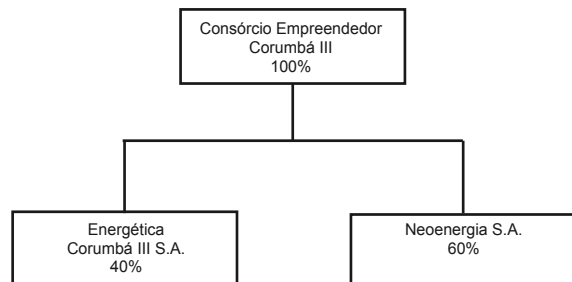 Consórcio Empreendedor
Corumbá III
100%
Energética
Corumbá III S.A.
40%
Neoenergia S.A.
60%